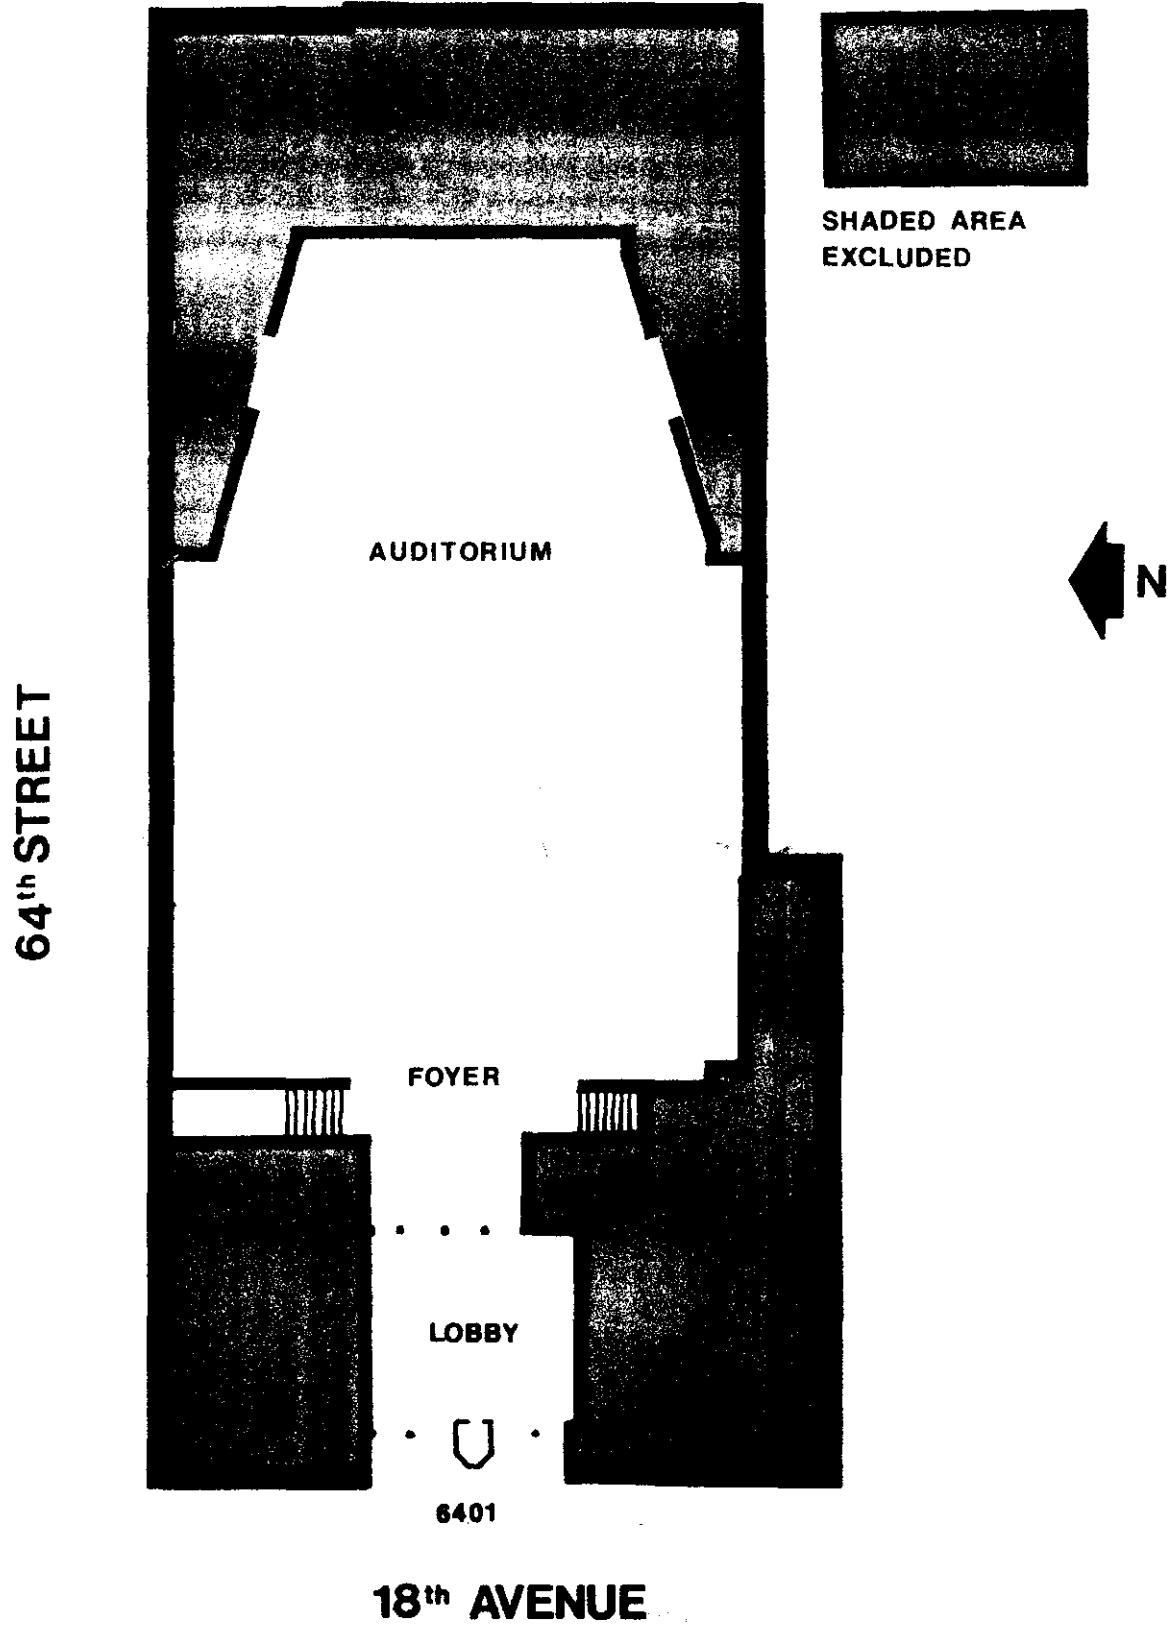 SHADED AREA
EXCLUDED
AUDITORIUM
N
64th STREET
FOYER
LOBBY
6401
18th AVENUE